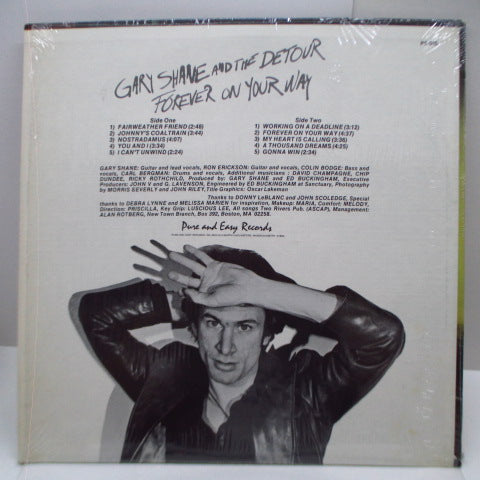 GARY SHANE AND THE DETOUR
FOREVER ON YOUR WAY
Side One
1) FAIRWEATHER FRIEND (2:48)
2) JOHNNY'S COALTRAIN (3:44)
3) NOSTRADAMUS (4:17)
4) YOU AND I (3:34)
5) I CAN'T UNWIND (2:24)
Side Two
1) WORKING ON A DEADLINE (3:12)
2) FOREVER ON YOUR WAY (4:37)
3) MY HEART IS CALLING (3:36)
4) A THOUSAND DREAMS (4:25)
5) GONNA WIN (2:34)
GARY SHANE: Guitar and lead vocals, RON ERICKSON: Guitar and vocals, COLIN BODGE: Bass and
vocals, CARL BERGMAN: Drums and vocals, Additional musicians: DAVID CHAMPAGNE, CHIP
DUNDEE, RICKY ROTHCHILD, Produced by: GARY SHANE and ED BUCKINGHAM, Executive
Producers: JOHN V and G. LAVENSON, Engineered by ED BUCKINGHAM at Sanctuary, Photography
by MORRIS EEVERLY and JOHN RILEY, Title Graphics: Oscar Lakeman
Thanks to DONNY LeBLANC and JOHN SCOLEDGE, Special
thanks to DEBRA LYNNE and MELISSA MARIEN for inspiration, Makeup: MARIA, Comfort: MELODY,
Direction: PRISCILLA, Key Grip: LUSCIOUS LEE, All songs Two Rivers Pub. (ASCAP), Management:
ALAN ROTBERG, New Town Branch, Box 392, Boston, MA 02258.
Pure and Easy Records